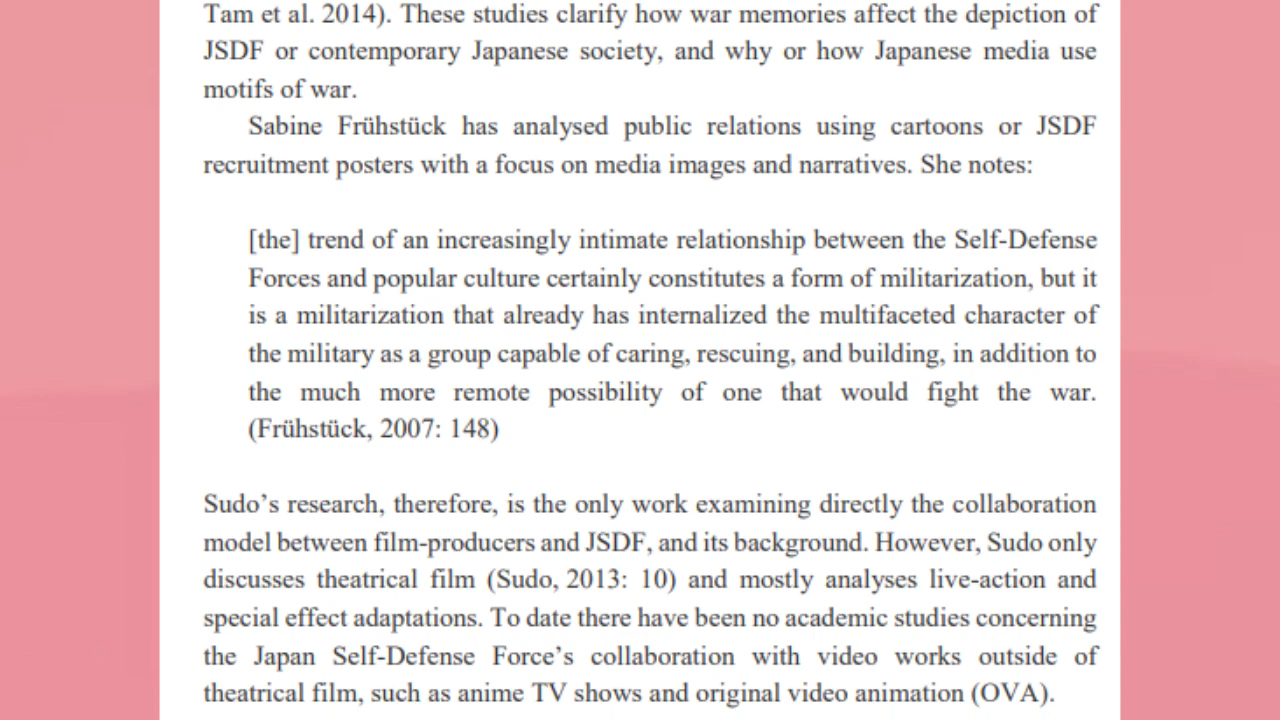 Tam et al. 2014). These studies clarify how war memories affect the depiction of
JSDF or contemporary Japanese society, and why or how Japanese media use
motifs of war.
Sabine Frühstück has analysed public relations using cartoons or JSDF
recruitment posters with a focus on media images and narratives. She notes:
[the] trend of an increasingly intimate relationship between the Self-Defense
Forces and popular culture certainly constitutes a form of militarization, but it
is a militarization that already has internalized the multifaceted character of
the military as a group capable of caring, rescuing, and building, in addition to
the much more remote possibility of one that would fight the war.
(Frühstück, 2007: 148)
Sudo’s research, therefore, is the only work examining directly the collaboration
model between film-producers and JSDF, and its background. However, Sudo only
discusses theatrical film (Sudo, 2013: 10) and mostly analyses live-action and
special effect adaptations. To date there have been no academic studies concerning
the Japan Self-Defense Force’s collaboration with video works outside of
theatrical film, such as anime TV shows and original video animation (OVA).